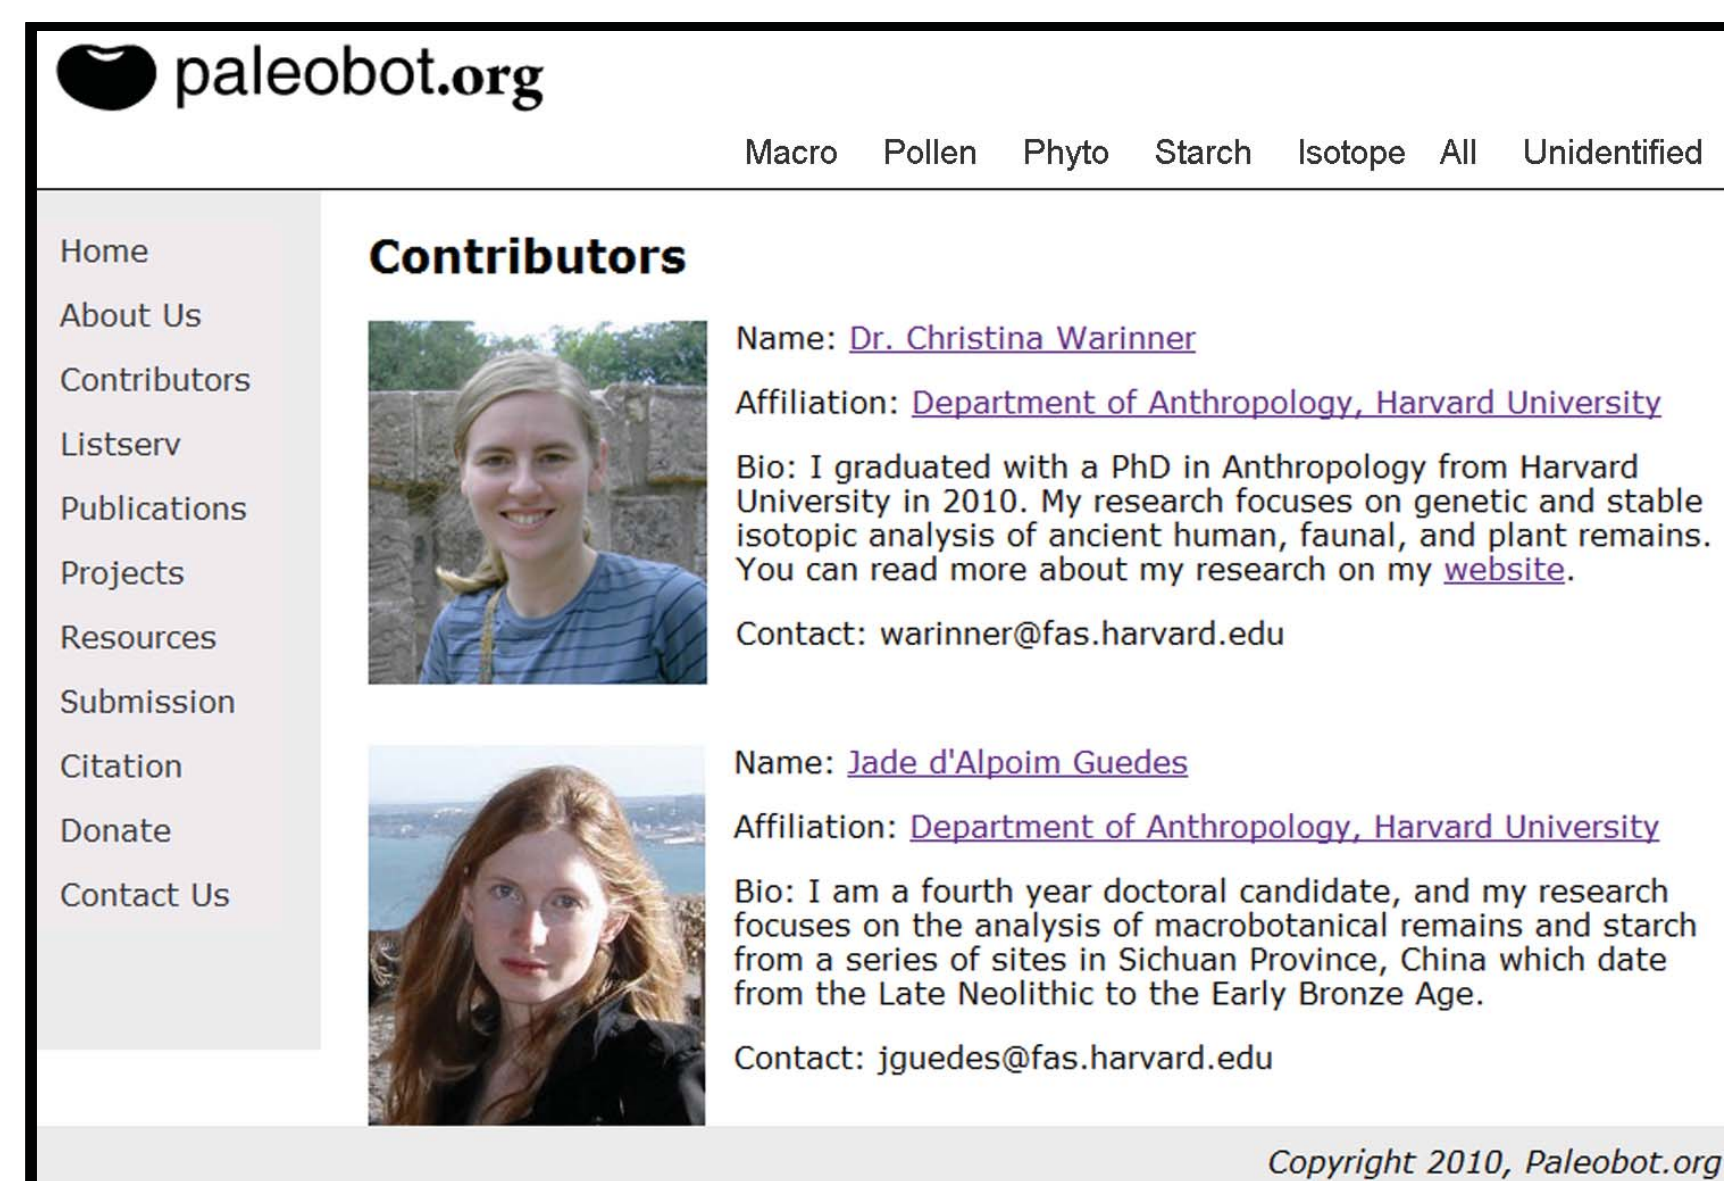 paleobot.org
Macro Pollen Phyto Starch Isotope All Unidentified
Home
About Us
Contributors
Listserv
Publications
Projects
Resources
Submission
Citation
Donate
Contact Us
Contributors
Name: Dr. Christina Warinner
Affiliation: Department of Anthropology, Harvard University
Bio: I graduated with a PhD in Anthropology from Harvard
University in 2010. My research focuses on genetic and stable
isotopic analysis of ancient human, faunal, and plant remains.
You can read more about my research on my website.
Contact: warinner@fas.harvard.edu
Name: Jade d'Alpoim Guedes
Affiliation: Department of Anthropology, Harvard University
Bio: I am a fourth year doctoral candidate, and my research
focuses on the analysis of macrobotanical remains and starch
from a series of sites in Sichuan Province, China which date
from the Late Neolithic to the Early Bronze Age.
Contact: jguedes@fas.harvard.edu
Copyright 2010, Paleobot.org